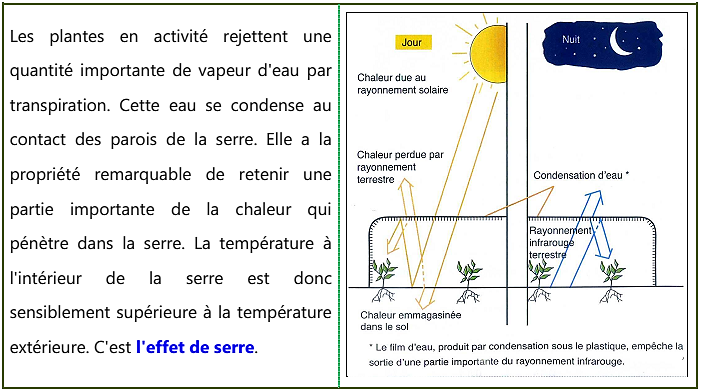 Les plantes en activité rejettent une
quantité importante de vapeur d'eau par
transpiration. Cette eau se condense au
contact des parois de la serre. Elle a la
propriété remarquable de retenir une
partie importante de la chaleur qui
pénètre dans la serre. La température à
l'intérieur de la serre est donc
sensiblement supérieure à la température
extérieure. C'est l'effet de serre.
Jour
Nuit
Chaleur due au
rayonnement solaire
Chaleur perdue par
rayonnement
terrestre
Condensation d'eau *
Rayonnement
infrarouge
terrestre
Chaleur emmagasinée
dans le sol
* Le film d'eau, produit par condensation sous le plastique, empêche la
sortie d'une partie importante du rayonnement infrarouge.